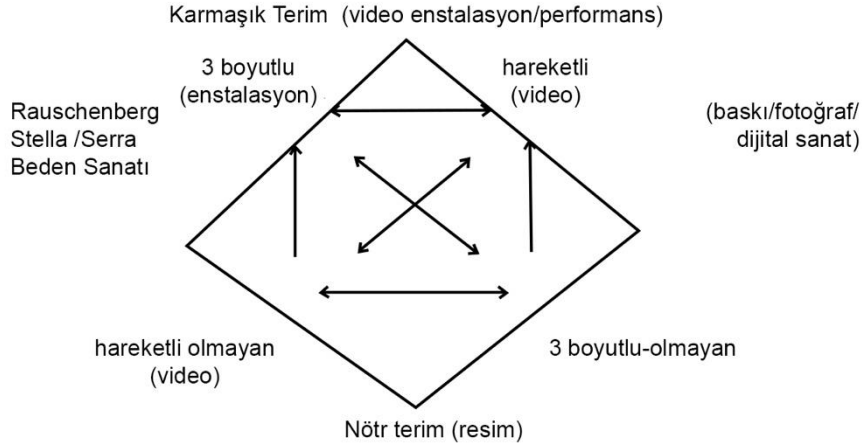 Karmaşık Terim (video enstalasyon/performans)
3 boyutlu
(enstalasyon)
hareketli
(video)
Rauschenberg
Stella /Serra
Beden Sanatı
(baskı/fotoğraf/
dijital sanat)
hareketli olmayan
(video)
3 boyutlu-olmayan
Nötr terim (resim)